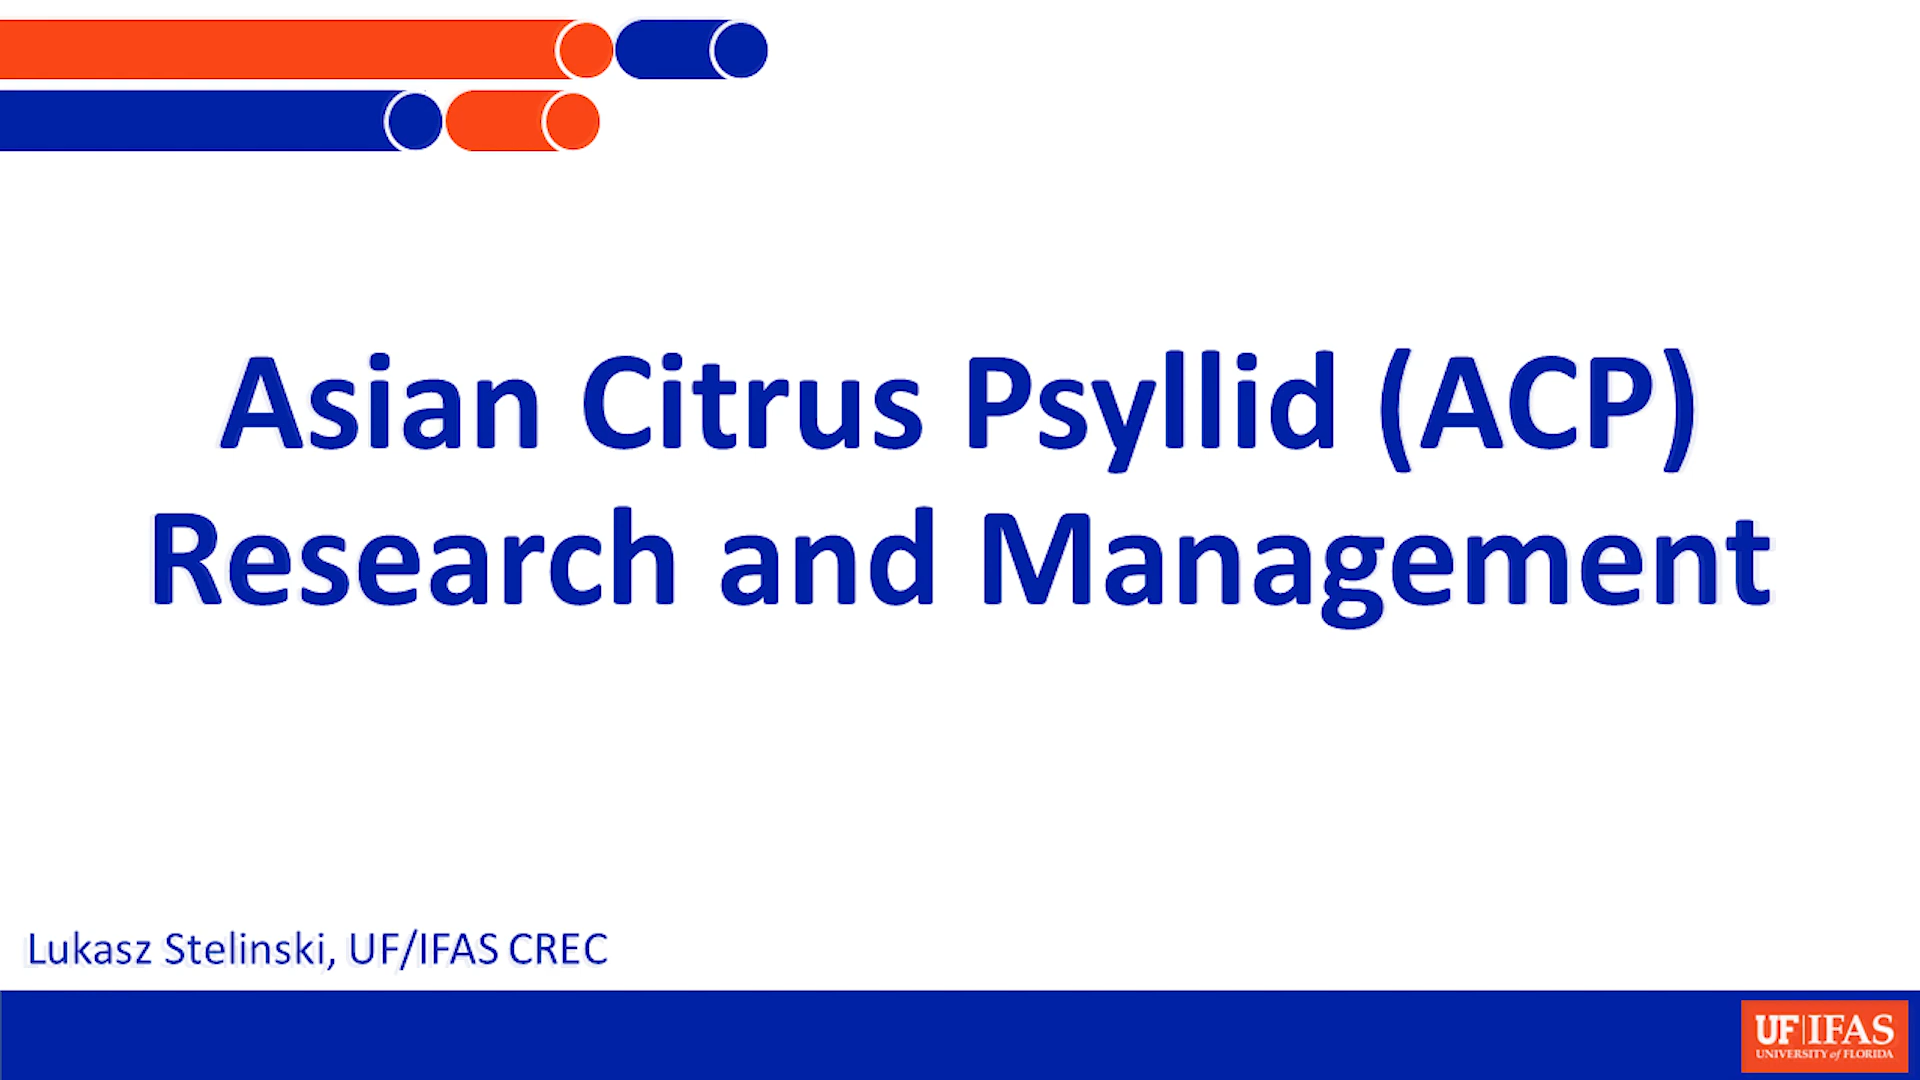 Asian Citrus Psyllid (ACP)
Research and Management
Lukasz Stelinski, UF/IFAS CREC
UF|IFAS
UNIVERSITY of FLORIDA